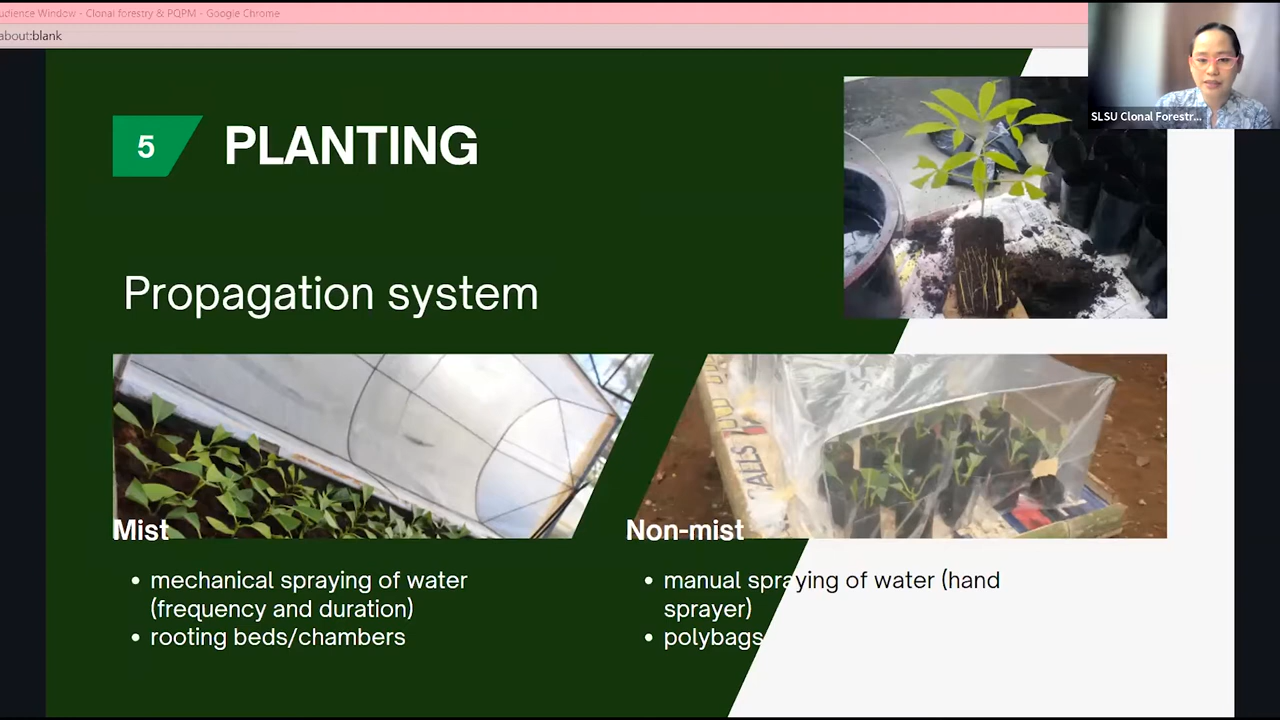 udience Window - Clonal forestry & PQPM - Google Chrome
about:blank
SLSU Clonal Forestr...
5
PLANTING
Propagation system
Mist
Non-mist
• mechanical spraying of water
(frequency and duration)
• rooting beds/chambers
• manual spraying of water (hand
sprayer)
• polybags